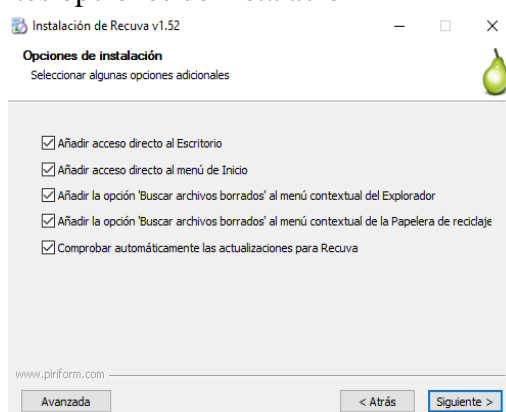 Instalación de Recuva v1.52
Opciones de instalación
Seleccionar algunas opciones adicionales
Añadir acceso directo al Escritorio
Añadir acceso directo al menú de Inicio
Añadir la opción 'Buscar archivos borrados' al menú contextual del Explorador
Añadir la opción 'Buscar archivos borrados' al menú contextual de la Papelera de reciclaje
Comprobar automáticamente las actualizaciones para Recuva
www.piriform.com
Avanzada
< Atrás
Siguiente >